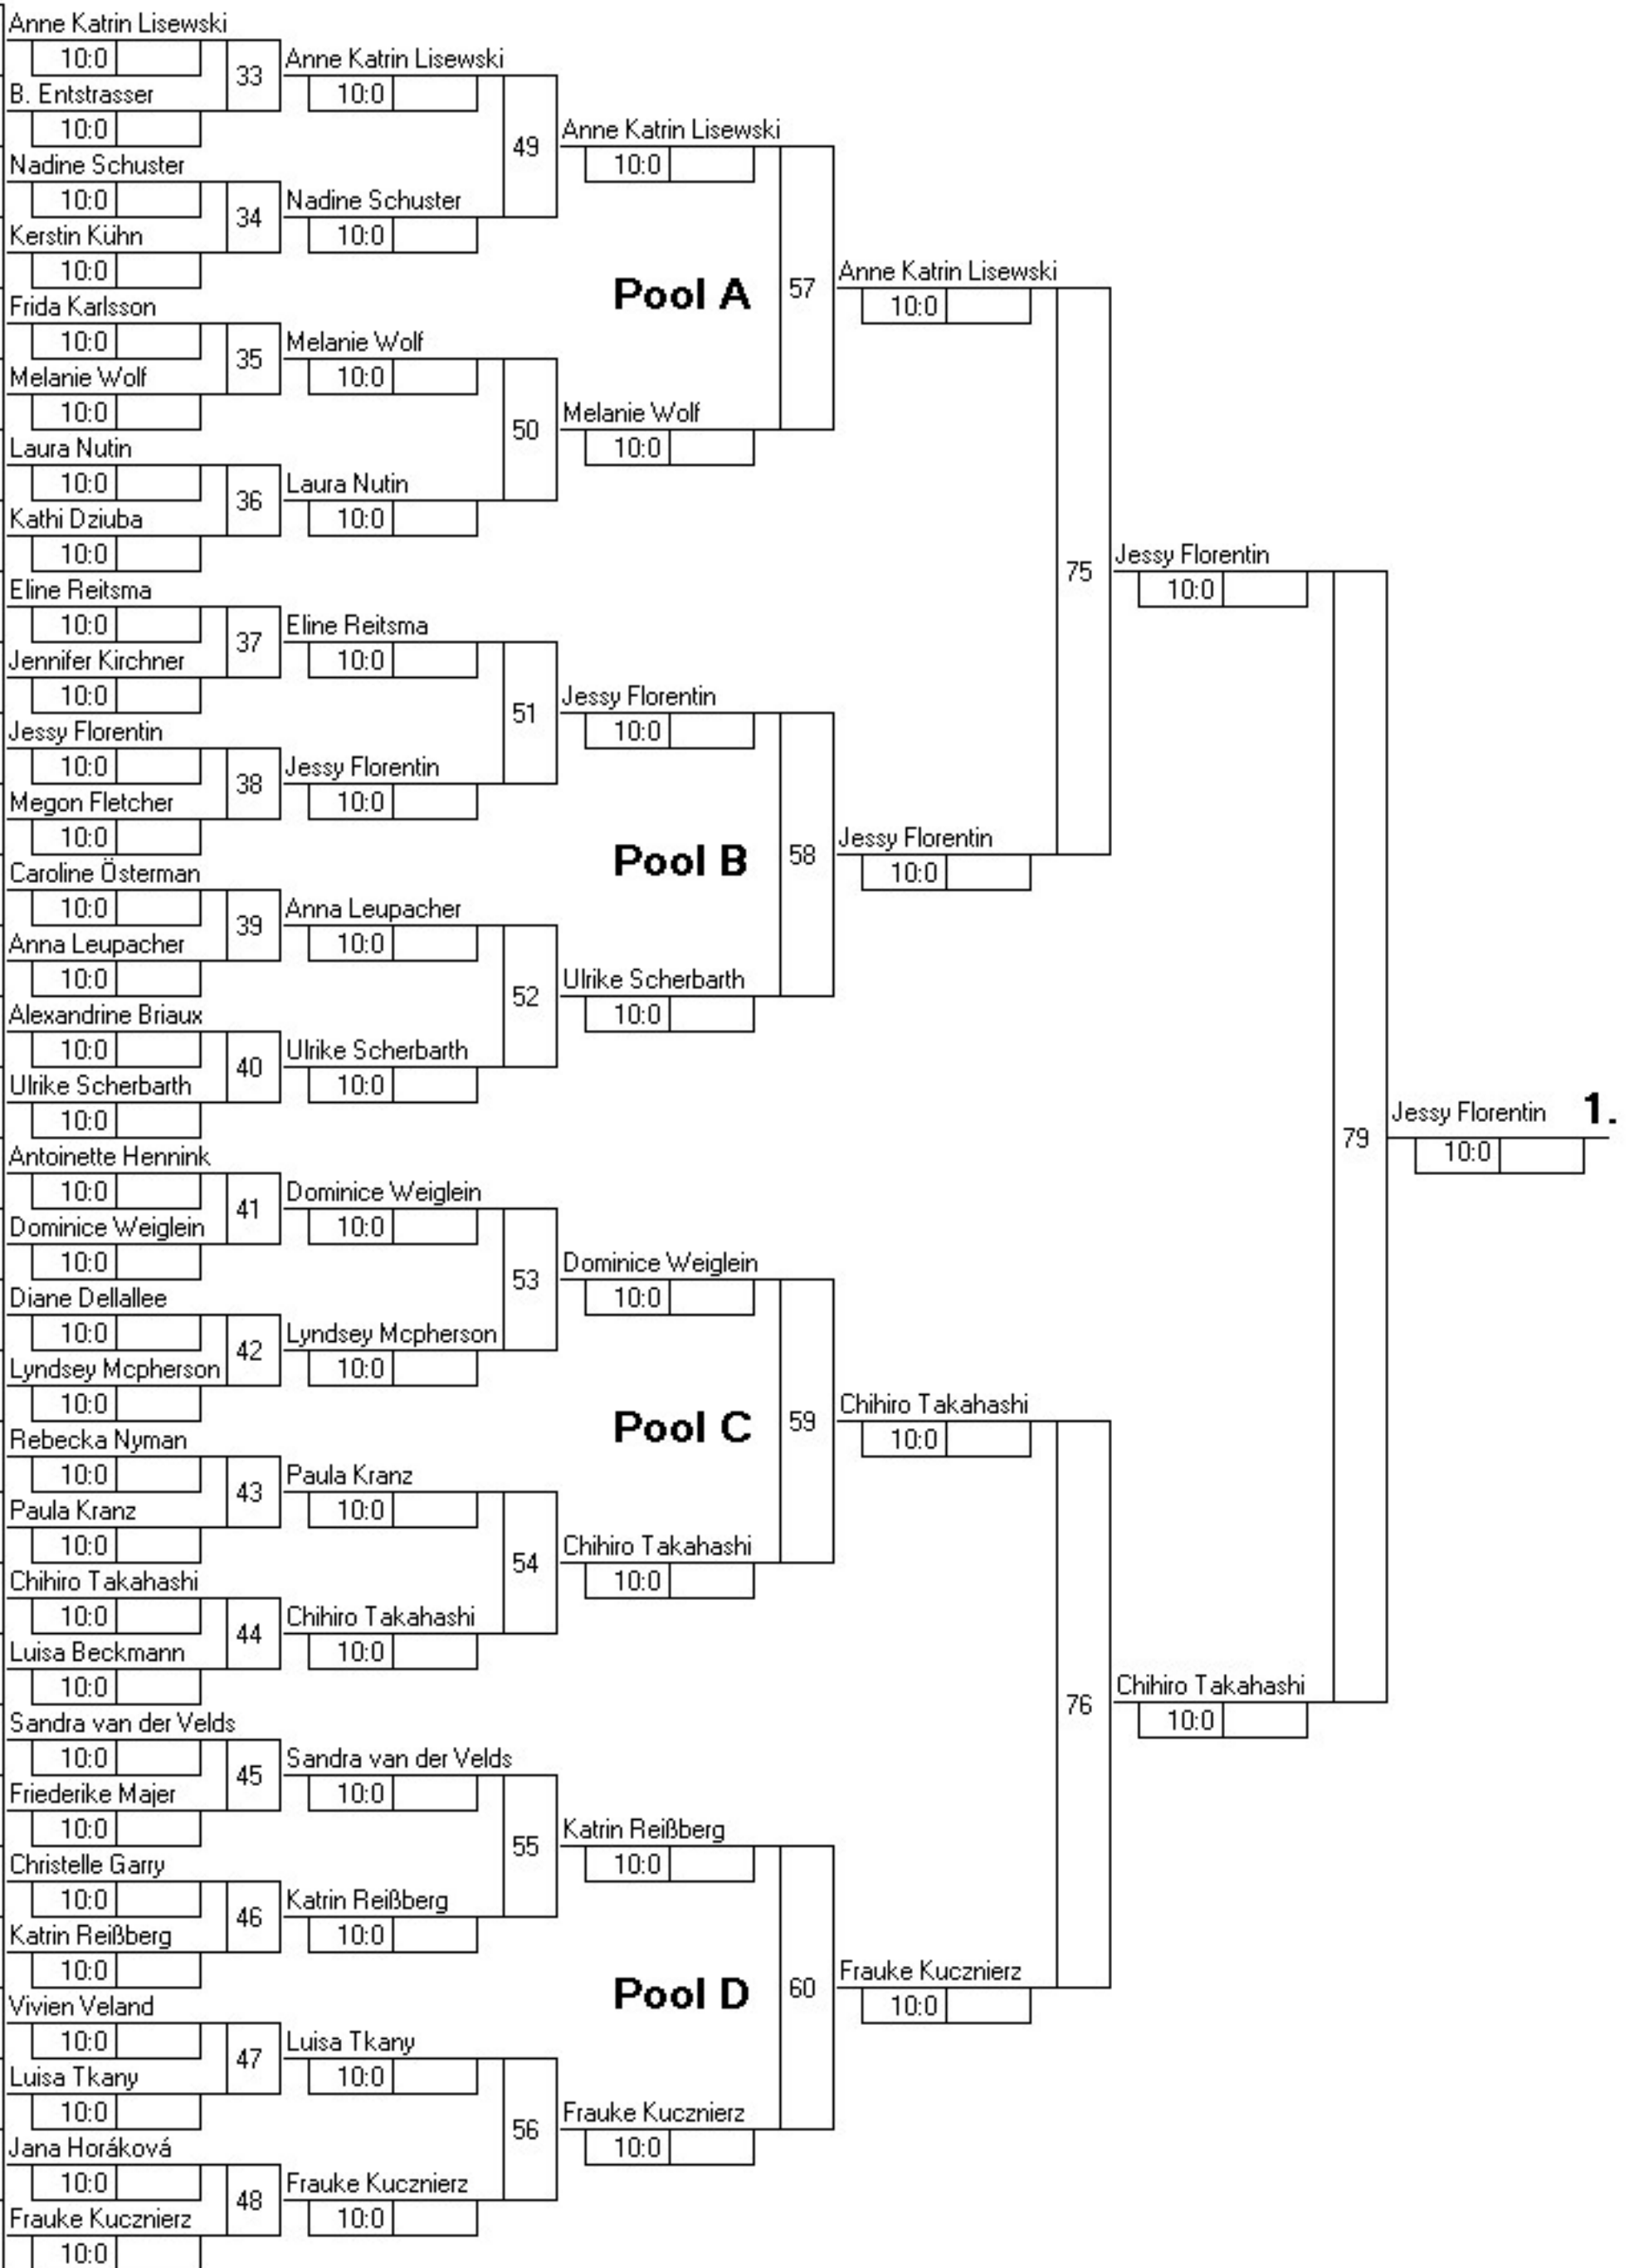 Anne Katrin Lisewski
10:0
33
Anne Katrin Lisewski
B. Entstrasser
10:0
10:0
49
Anne Katrin Lisewski
10:0
Nadine Schuster
10:0
34
Nadine Schuster
Kerstin Kühn
10:0
10:0
Pool A
57
Anne Katrin Lisewski
10:0
Frida Karlsson
10:0
35
Melanie Wolf
Melanie Wolf
10:0
10:0
50
Melanie Wolf
10:0
Laura Nutin
10:0
36
Laura Nutin
Kathi Dziuba
10:0
10:0
75
Jessy Florentin
10:0
Eline Reitsma
10:0
37
Eline Reitsma
Jennifer Kirchner
10:0
10:0
51
Jessy Florentin
10:0
Jessy Florentin
10:0
38
Jessy Florentin
Megon Fletcher
10:0
10:0
Pool B
58
Jessy Florentin
10:0
Caroline Österman
10:0
39
Anna Leupacher
Anna Leupacher
10:0
10:0
52
Ulrike Scherbarth
10:0
Alexandrine Briaux
10:0
40
Ulrike Scherbarth
Ulrike Scherbarth
10:0
10:0
79
Jessy Florentin 1.
10:0
Antoinette Hennink
10:0
41
Dominice Weiglein
Dominice Weiglein
10:0
10:0
53
Dominice Weiglein
10:0
Diane Dellallee
10:0
42
Lyndsey Mcpherson
Lyndsey Mcpherson
10:0
10:0
Pool C
59
Chihiro Takahashi
10:0
Rebecka Nyman
10:0
43
Paula Kranz
Paula Kranz
10:0
10:0
54
Chihiro Takahashi
10:0
Chihiro Takahashi
10:0
44
Chihiro Takahashi
Luisa Beckmann
10:0
10:0
76
Chihiro Takahashi
10:0
Sandra van der Velds
10:0
45
Sandra van der Velds
Friederike Majer
10:0
10:0
55
Katrin Reißberg
10:0
Christelle Garry
10:0
46
Katrin Reißberg
Katrin Reißberg
10:0
10:0
Pool D
60
Frauke Kucznierz
10:0
Vivien Veland
10:0
47
Luisa Tkany
Luisa Tkany
10:0
10:0
56
Frauke Kucznierz
10:0
Jana Horáková
10:0
48
Frauke Kucznierz
Frauke Kucznierz
10:0
10:0